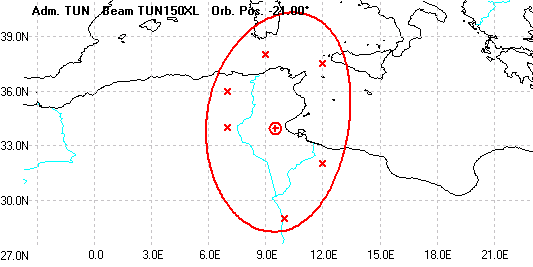 Adm. TUN Beam TUN150XL Orb. Pos. -21.00°
39.0N
36.0N
33.0N
30.0N
27.0N
0.0 3.0E 6.0E 9.0E 12.0E 15.0E 18.0E 21.0E